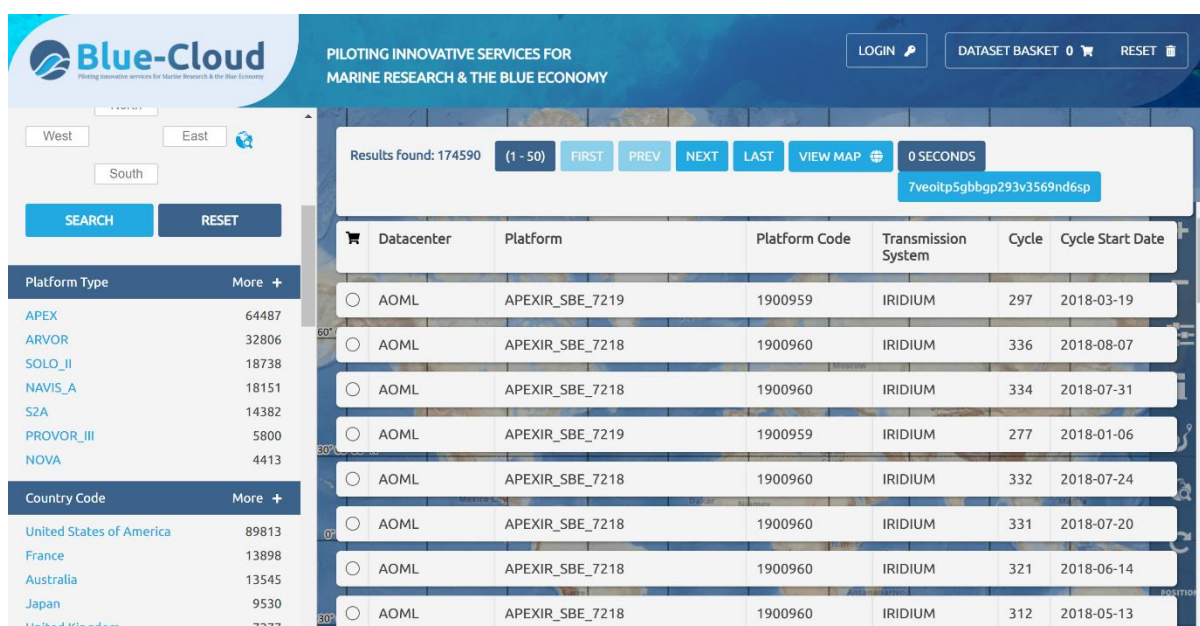 Blue-Cloud
Piloting innovative services for Marine Research & the Blue Economy
PILOTING INNOVATIVE SERVICES FOR
MARINE RESEARCH & THE BLUE ECONOMY
LOGIN
DATASET BASKET 0
RESET
West
East
South
SEARCH
RESET
Platform Type More +
APEX 64487
ARVOR 32806
SOLO_II 18738
NAVIS_A 18151
S2A 14382
PROVOR_III 5800
NOVA 4413
Country Code More +
United States of America 89813
France 13898
Australia 13545
Japan 9530
Results found: 174590 (1 - 50) FIRST PREV NEXT LAST VIEW MAP 0 SECONDS
7veoitp5gbbgp293v3569nd6sp
Datacenter Platform Platform Code Transmission System Cycle Cycle Start Date
AOML APEXIR_SBE_7219 1900959 IRIDIUM 297 2018-03-19
AOML APEXIR_SBE_7218 1900960 IRIDIUM 336 2018-08-07
AOML APEXIR_SBE_7218 1900960 IRIDIUM 334 2018-07-31
AOML APEXIR_SBE_7219 1900959 IRIDIUM 277 2018-01-06
AOML APEXIR_SBE_7218 1900960 IRIDIUM 332 2018-07-24
AOML APEXIR_SBE_7218 1900960 IRIDIUM 331 2018-07-20
AOML APEXIR_SBE_7218 1900960 IRIDIUM 321 2018-06-14
AOML APEXIR_SBE_7218 1900960 IRIDIUM 312 2018-05-13
60°
30°
0°
30°
POSITION